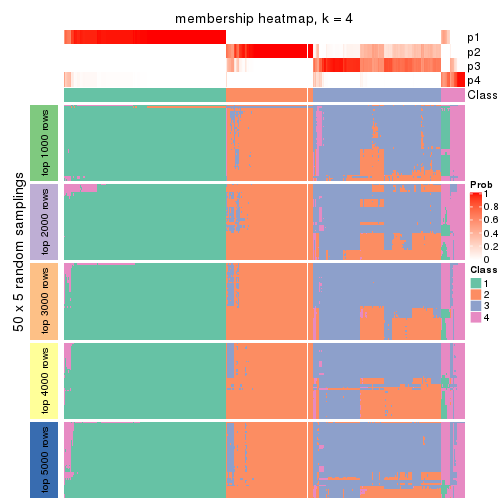 membership heatmap, k = 4
p1
p2
p3
p4
Class
50 x 5 random samplings
top 1000 rows
top 2000 rows
top 3000 rows
top 4000 rows
top 5000 rows
Prob
1
0.8
0.6
0.4
0.2
0
Class
1
2
3
4